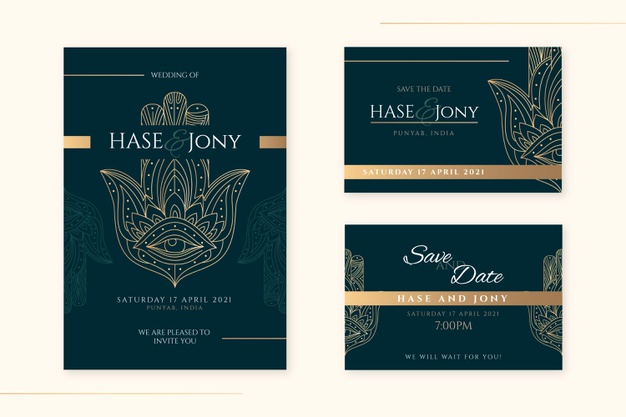 WEDDING OF
HASE & JONY
SATURDAY 17 APRIL 2021
PUNYAB, INDIA
WE ARE PLEASED TO
INVITE YOU
SAVE THE DATE
HASE & JONY
PUNYAB, INDIA
SATURDAY 17 APRIL 2021
Save
AND
Date
HASE AND JONY
SATURDAY 17 APRIL 2021
7:00PM
WE WILL WAIT FOR YOU!